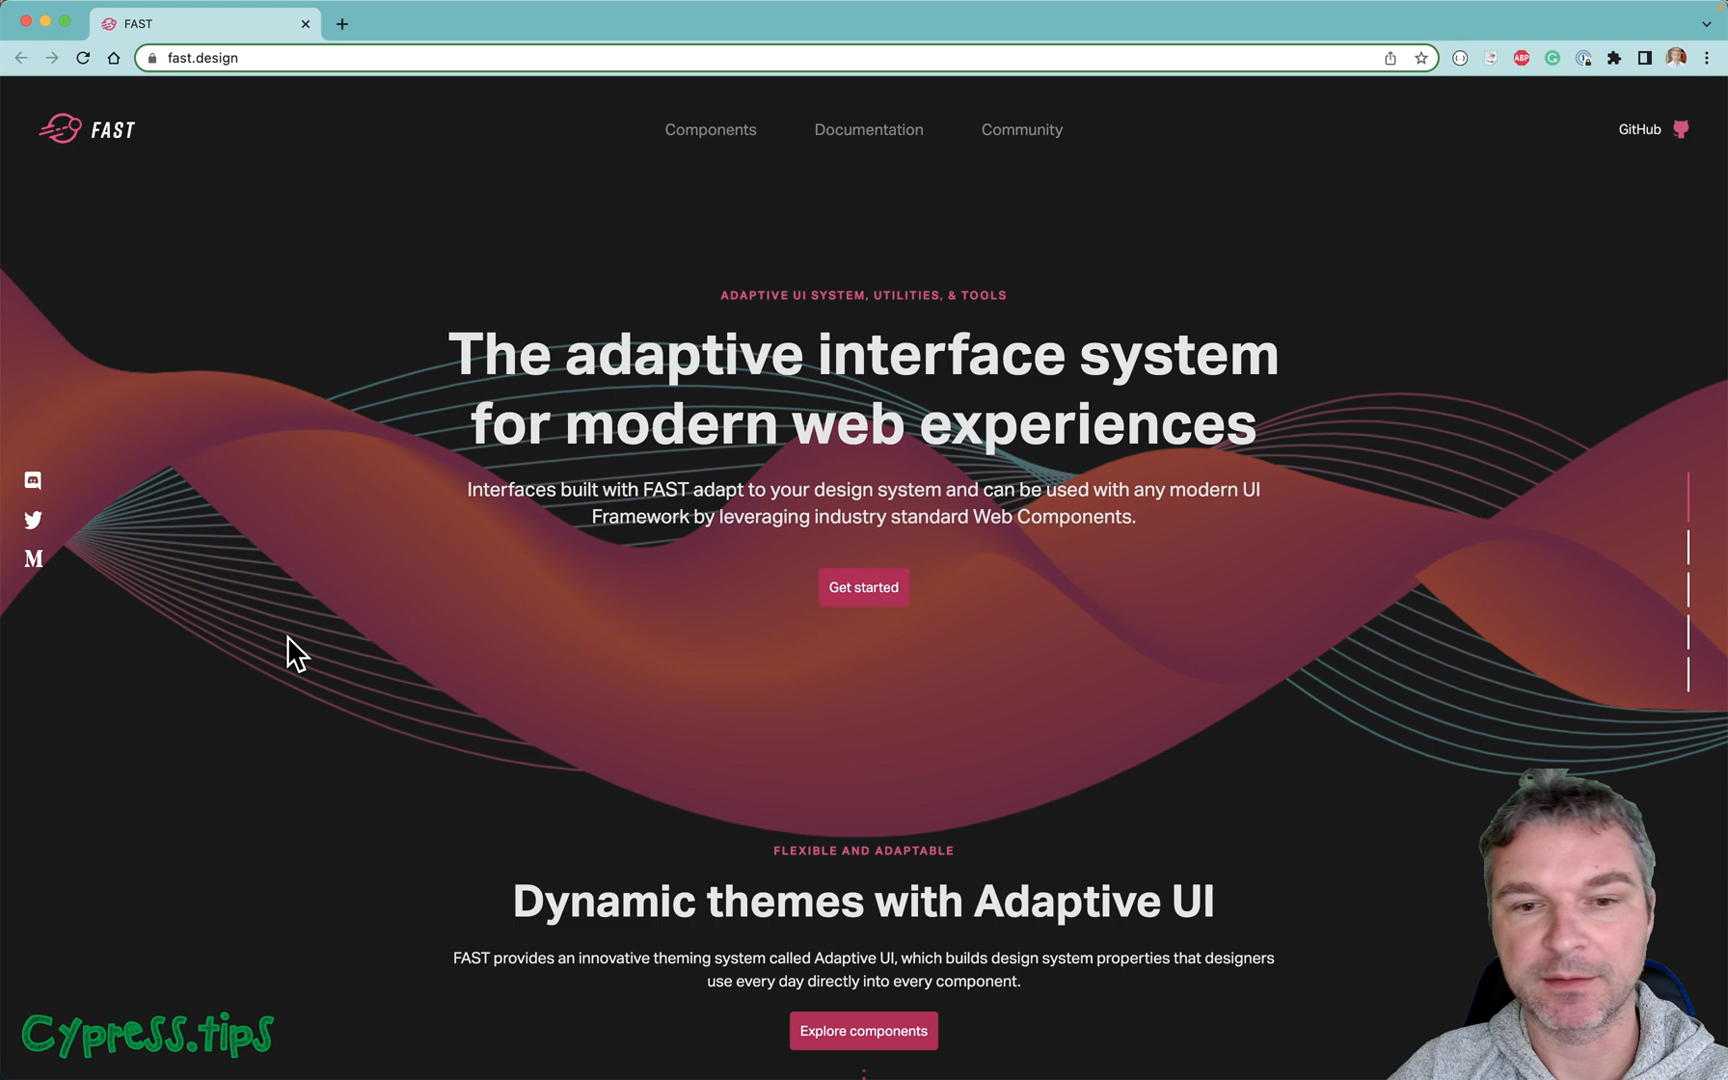 FAST
fast.design
ABP
FAST
Components
Documentation
Community
GitHub
ADAPTIVE UI SYSTEM, UTILITIES, & TOOLS
The adaptive interface system
for modern web experiences
Interfaces built with FAST adapt to your design system and can be used with any modern UI
Framework by leveraging industry standard Web Components.
M
Get started
FLEXIBLE AND ADAPTABLE
Dynamic themes with Adaptive UI
FAST provides an innovative theming system called Adaptive UI, which builds design system properties that designers
use every day directly into every component.
Explore components
Cypress.tips